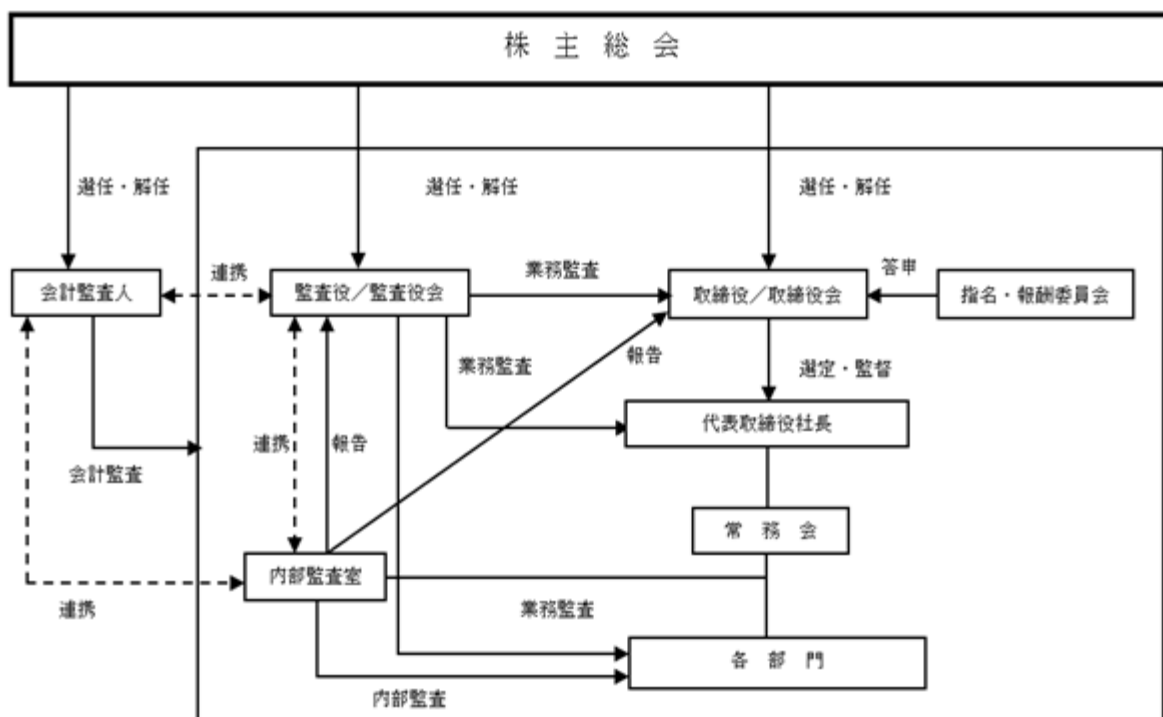 株 主 総 会
選任・解任
選任・解任
選任・解任
会計監査人
連携
監査役／監査役会
業務監査
取締役／取締役会
答申
指名・報酬委員会
業務監査
報告
選定・監督
代表取締役社長
会計監査
連携
報告
常 務 会
内部監査室
連携
業務監査
各 部 門
内部監査